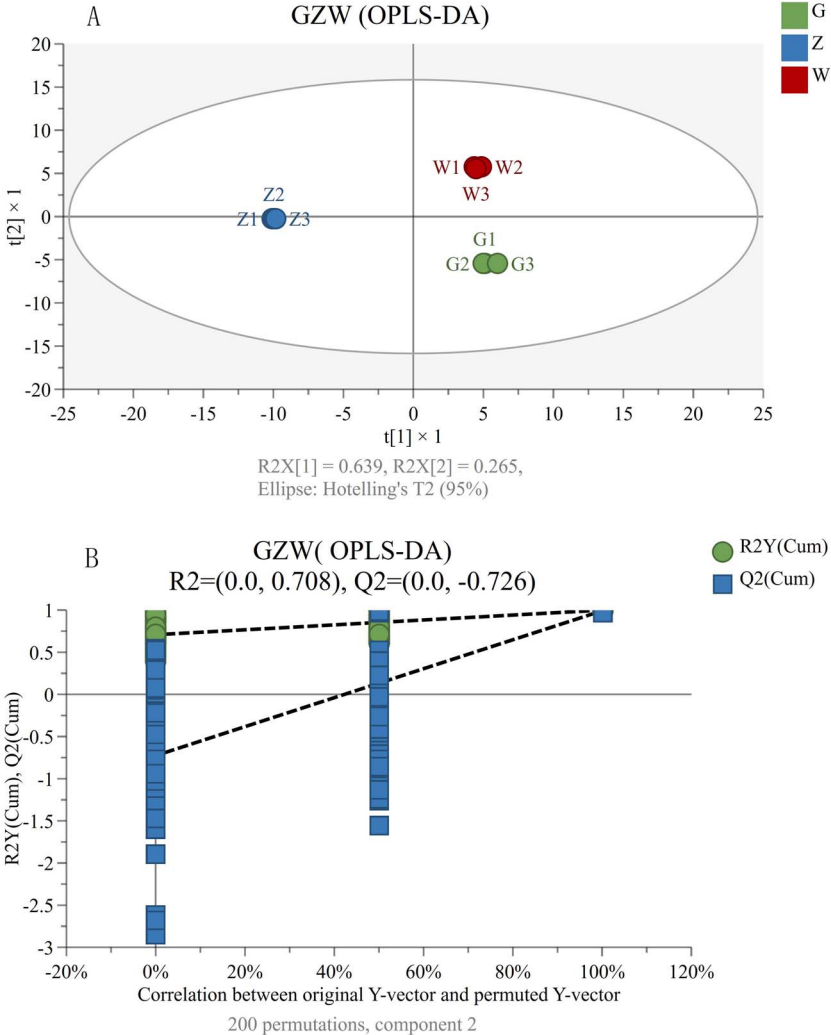 A
GZW (OPLS-DA)
G
Z
W
20
15
10
5
0
-5
-10
-15
-20
t[2] × 1
W1
W2
W3
Z2
Z1
Z3
G1
G2
G3
-25
-20
-15
-10
-5
0
5
10
15
20
25
t[1] × 1
R2X[1] = 0.639, R2X[2] = 0.265,
Ellipse: Hotelling's T2 (95%)
B
GZW( OPLS-DA)
R2=(0.0, 0.708), Q2=(0.0, -0.726)
R2Y(Cum)
Q2(Cum)
1
0.5
0
-0.5
-1
-1.5
-2
-2.5
-3
R2Y(Cum), Q2(Cum)
-20%
0%
20%
40%
60%
80%
100%
120%
Correlation between original Y-vector and permuted Y-vector
200 permutations, component 2